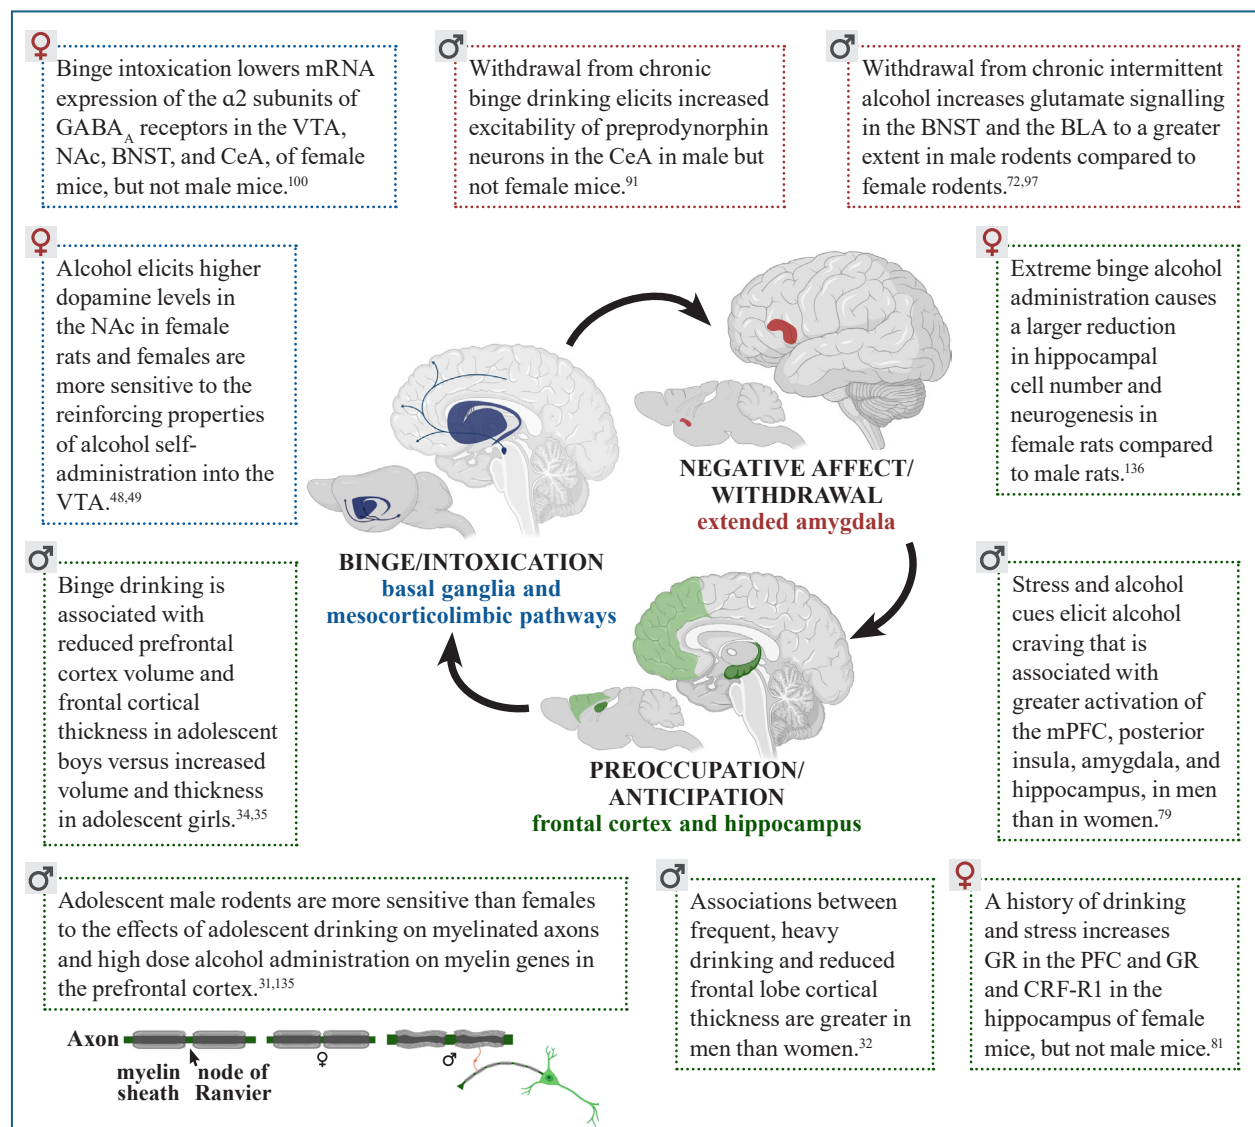 Binge intoxication lowers mRNA
expression of the α2 subunits of
GABA_A receptors in the VTA,
NAc, BNST, and CeA, of female
mice, but not male mice.100
Withdrawal from chronic
binge drinking elicits increased
excitability of preprodynorphin
neurons in the CeA in male but
not female mice.91
Withdrawal from chronic intermittent
alcohol increases glutamate signalling
in the BNST and the BLA to a greater
extent in male rodents compared to
female rodents.72,97
Alcohol elicits higher
dopamine levels in
the NAc in female
rats and females are
more sensitive to the
reinforcing properties
of alcohol self-
administration into the
VTA.48,49
Extreme binge alcohol
administration causes
a larger reduction
in hippocampal
cell number and
neurogenesis in
female rats compared
to male rats.136
NEGATIVE AFFECT/
WITHDRAWAL
extended amygdala
BINGE/INTOXICATION
basal ganglia and
mesocorticolimbic pathways
Binge drinking is
associated with
reduced prefrontal
cortex volume and
frontal cortical
thickness in adolescent
boys versus increased
volume and thickness
in adolescent girls.34,35
Stress and alcohol
cues elicit alcohol
craving that is
associated with
greater activation of
the mPFC, posterior
insula, amygdala, and
hippocampus, in men
than in women.79
PREOCCUPATION/
ANTICIPATION
frontal cortex and hippocampus
Adolescent male rodents are more sensitive than females
to the effects of adolescent drinking on myelinated axons
and high dose alcohol administration on myelin genes in
the prefrontal cortex.31,135
Axon
myelin
sheath
node of
Ranvier
Associations between
frequent, heavy
drinking and reduced
frontal lobe cortical
thickness are greater in
men than women.32
A history of drinking
and stress increases
GR in the PFC and GR
and CRF-R1 in the
hippocampus of female
mice, but not male mice.81